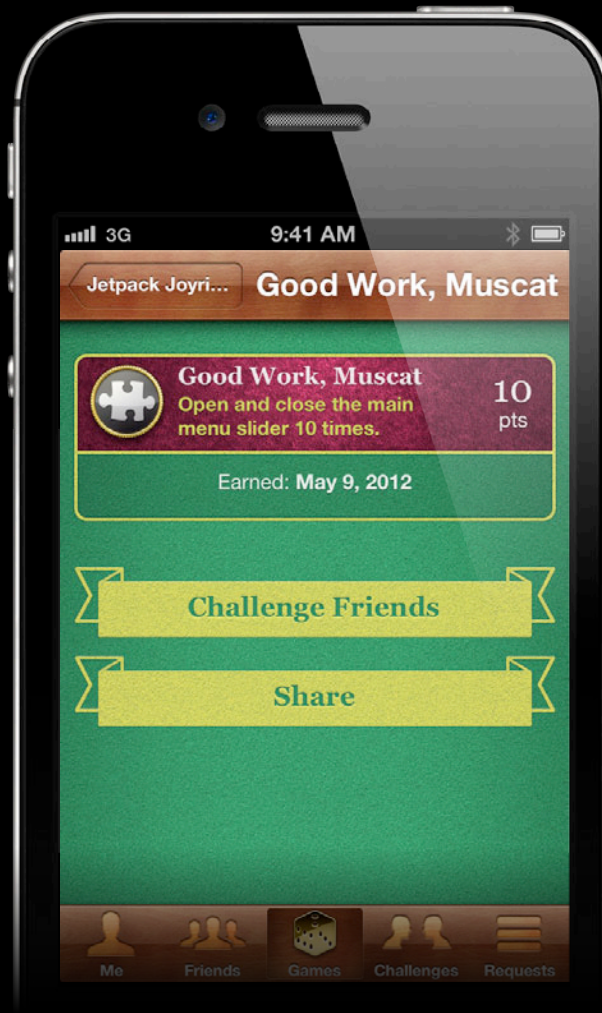 3G 9:41 AM
Jetpack Joyri... Good Work, Muscat
Good Work, Muscat
Open and close the main
menu slider 10 times.
10
pts
Earned: May 9, 2012
Challenge Friends
Share
Me Friends Games Challenges Requests